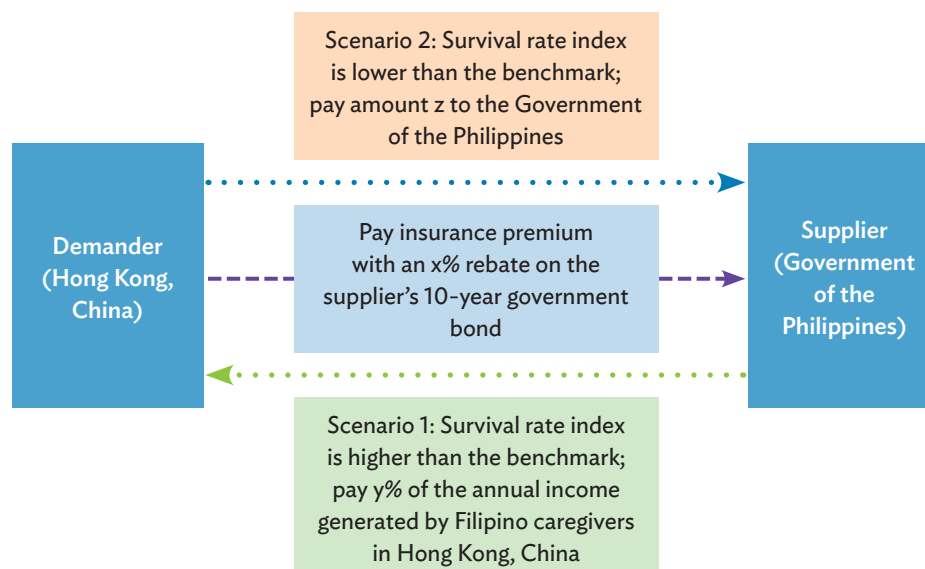 Scenario 2: Survival rate index
is lower than the benchmark;
pay amount z to the Government
of the Philippines
Demander
(Hong Kong,
China)
Pay insurance premium
with an x% rebate on the
supplier's 10-year government
bond
Supplier
(Government
of the
Philippines)
Scenario 1: Survival rate index
is higher than the benchmark;
pay y% of the annual income
generated by Filipino caregivers
in Hong Kong, China